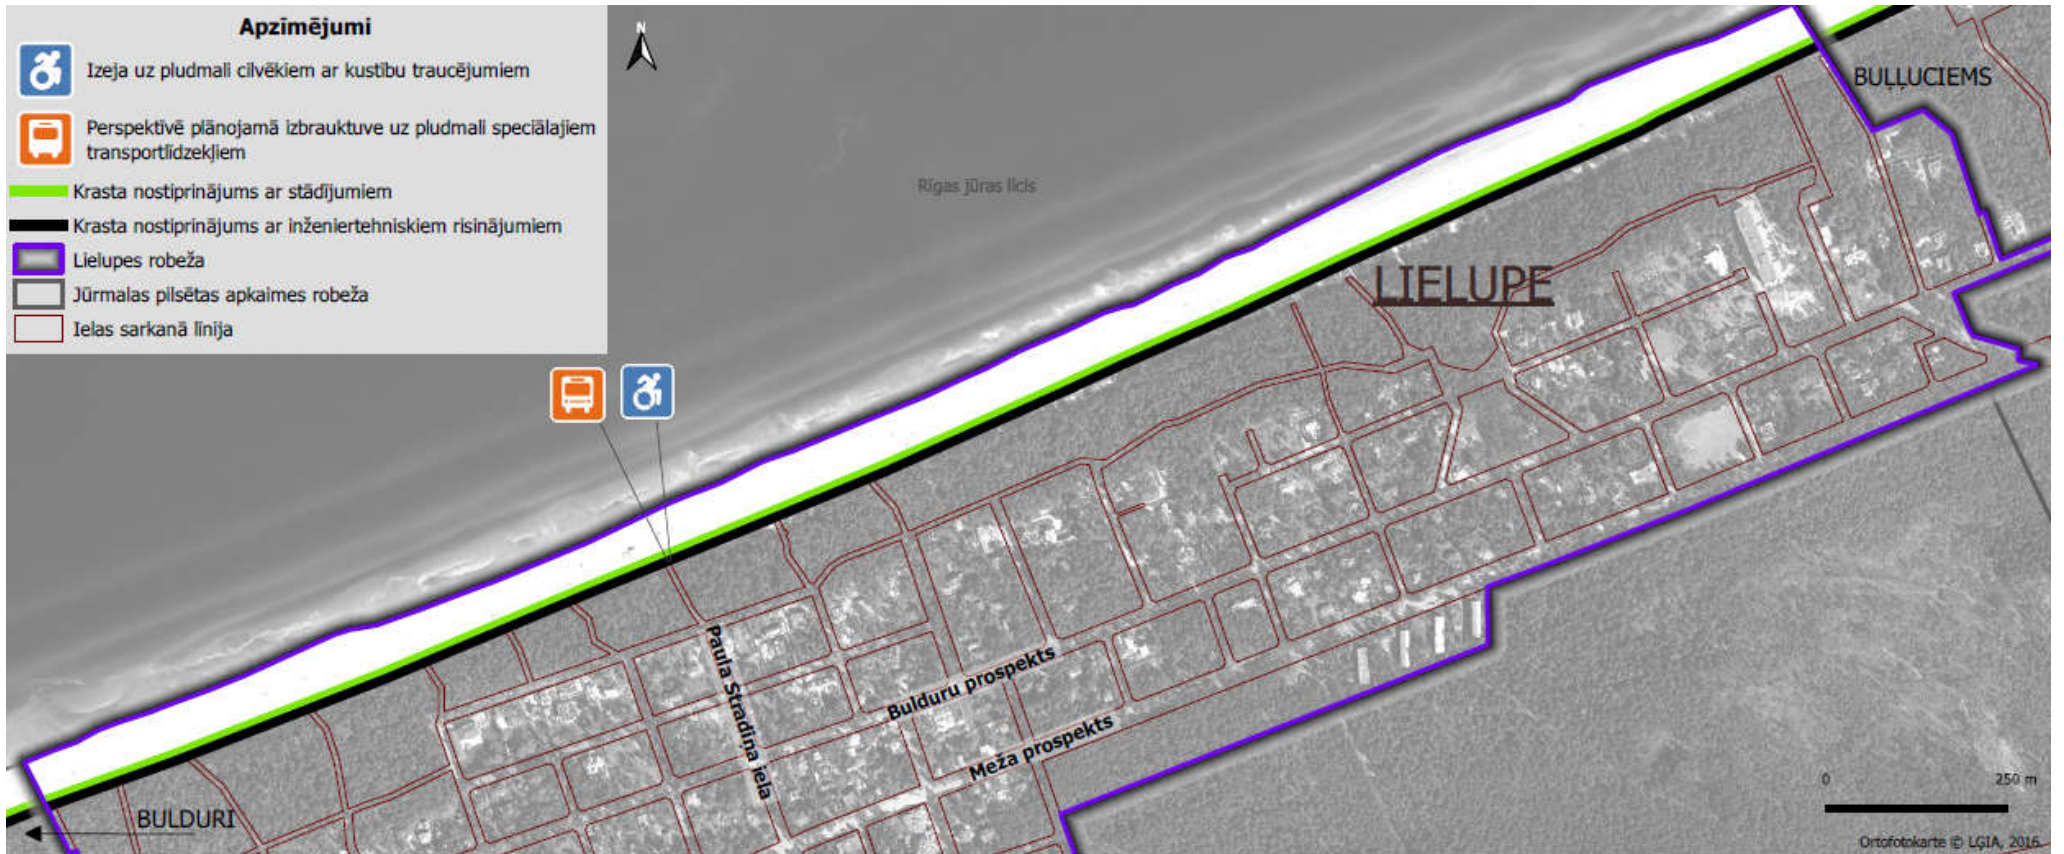 Apzīmējumi
Izeja uz pludmali cilvēkiem ar kustību traucējumiem
Perspektīvē plānojamā izbrauktuve uz pludmali speciālajiem
transportlīdzekļiem
Krasta nostiprinājums ar stādījumiem
Krasta nostiprinājums ar inženiertehniskiem risinājumiem
Lielupes robeža
Jūrmalas pilsētas apkaimes robeža
Ielas sarkanā līnija
N
BUĻĻUCIEMS
Rīgas jūras līcis
LIELUPE
Paula Stradiņa iela
Bulduru prospekts
Meža prospekts
BULDURI
0 250 m
Ortofotokarte © LĢIA, 2016.